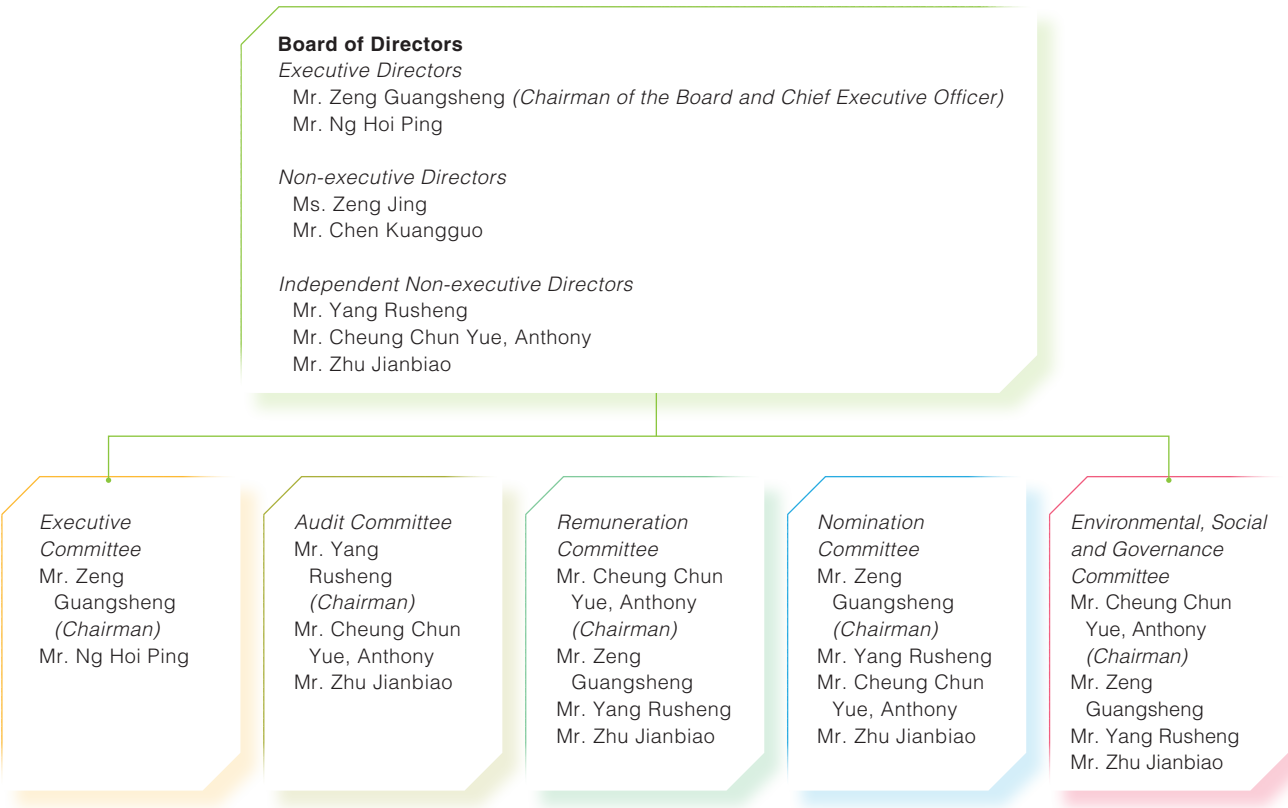 Board of Directors
Executive Directors
Mr. Zeng Guangsheng (Chairman of the Board and Chief Executive Officer)
Mr. Ng Hoi Ping
Non-executive Directors
Ms. Zeng Jing
Mr. Chen Kuangguo
Independent Non-executive Directors
Mr. Yang Rusheng
Mr. Cheung Chun Yue, Anthony
Mr. Zhu Jianbiao
Executive
Committee
Mr. Zeng
Guangsheng
(Chairman)
Mr. Ng Hoi Ping
Audit Committee
Mr. Yang
Rusheng
(Chairman)
Mr. Cheung Chun
Yue, Anthony
Mr. Zhu Jianbiao
Remuneration
Committee
Mr. Cheung Chun
Yue, Anthony
(Chairman)
Mr. Zeng
Guangsheng
Mr. Yang Rusheng
Mr. Zhu Jianbiao
Nomination
Committee
Mr. Zeng
Guangsheng
(Chairman)
Mr. Yang Rusheng
Mr. Cheung Chun
Yue, Anthony
Mr. Zhu Jianbiao
Environmental, Social
and Governance
Committee
Mr. Cheung Chun
Yue, Anthony
(Chairman)
Mr. Zeng
Guangsheng
Mr. Yang Rusheng
Mr. Zhu Jianbiao